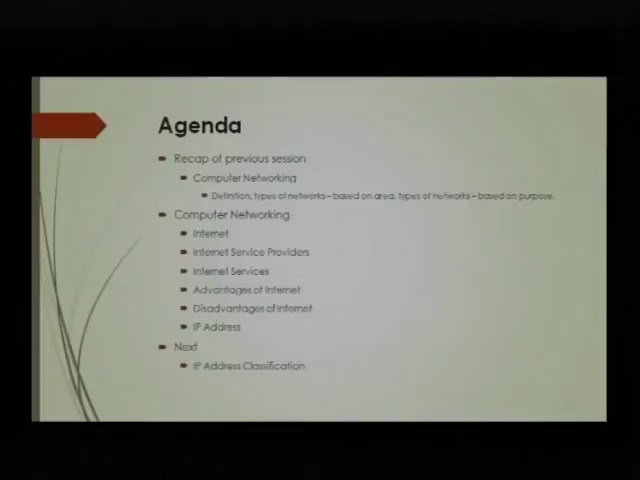 Agenda
Recap of previous session
Computer Networking
Definition, types of networks – based on area, types of networks – based on purpose.
Computer Networking
Internet
Internet Service Providers
Internet Services
Advantages of Internet
Disadvantages of Internet
IP Address
Next
IP Address Classification